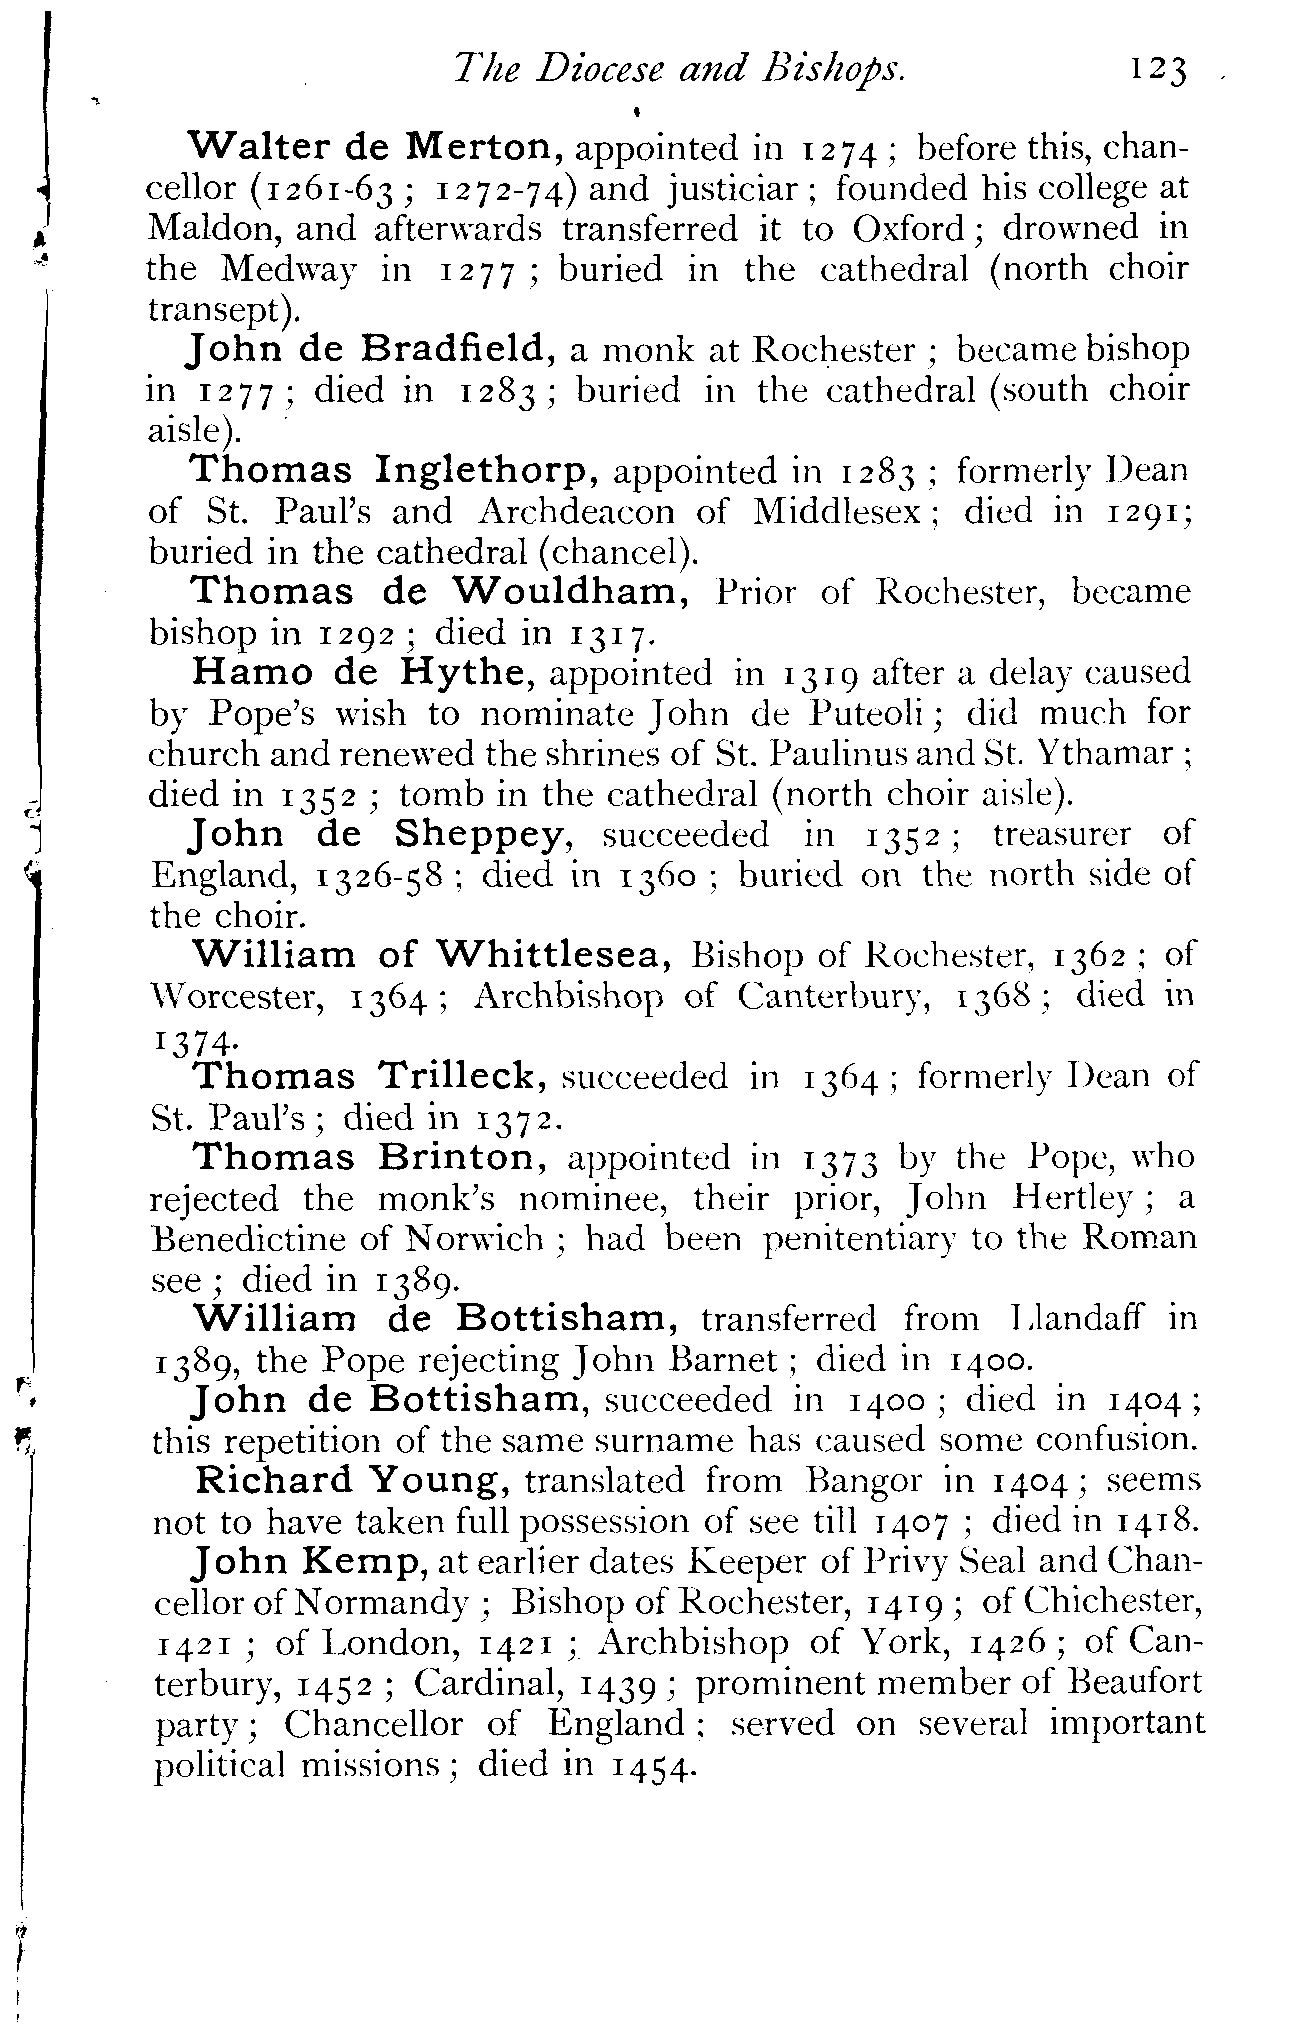 The Diocese and Bishops. 123
Walter de Merton, appointed in 1274 ; before this, chan-
cellor (1261-63 ; 1272-74) and justiciar ; founded his college at
Maldon, and afterwards transferred it to Oxford ; drowned in
the Medway in 1277 ; buried in the cathedral (north choir
transept).
John de Bradfield, a monk at Rochester ; became bishop
in 1277 ; died in 1283 ; buried in the cathedral (south choir
aisle).
Thomas Inglethorp, appointed in 1283 ; formerly Dean
of St. Paul's and Archdeacon of Middlesex ; died in 1291;
buried in the cathedral (chancel).
Thomas de Wouldham, Prior of Rochester, became
bishop in 1292 ; died in 1317.
Hamo de Hythe, appointed in 1319 after a delay caused
by Pope's wish to nominate John de Puteoli ; did much for
church and renewed the shrines of St. Paulinus and St. Ythamar ;
died in 1352 ; tomb in the cathedral (north choir aisle).
John de Sheppey, succeeded in 1352 ; treasurer of
England, 1326-58 ; died in 1360 ; buried on the north side of
the choir.
William of Whittlesea, Bishop of Rochester, 1362 ; of
Worcester, 1364 ; Archbishop of Canterbury, 1368 ; died in
1374.
Thomas Trilleck, succeeded in 1364 ; formerly Dean of
St. Paul's ; died in 1372.
Thomas Brinton, appointed in 1373 by the Pope, who
rejected the monk's nominee, their prior, John Hertley ; a
Benedictine of Norwich ; had been penitentiary to the Roman
see ; died in 1389.
William de Bottisham, transferred from Llandaff in
1389, the Pope rejecting John Barnet ; died in 1400.
John de Bottisham, succeeded in 1400 ; died in 1404 ;
this repetition of the same surname has caused some confusion.
Richard Young, translated from Bangor in 1404 ; seems
not to have taken full possession of see till 1407 ; died in 1418.
John Kemp, at earlier dates Keeper of Privy Seal and Chan-
cellor of Normandy ; Bishop of Rochester, 1419 ; of Chichester,
1421 ; of London, 1421 ; Archbishop of York, 1426 ; of Can-
terbury, 1452 ; Cardinal, 1439 ; prominent member of Beaufort
party ; Chancellor of England ; served on several important
political missions ; died in 1454.